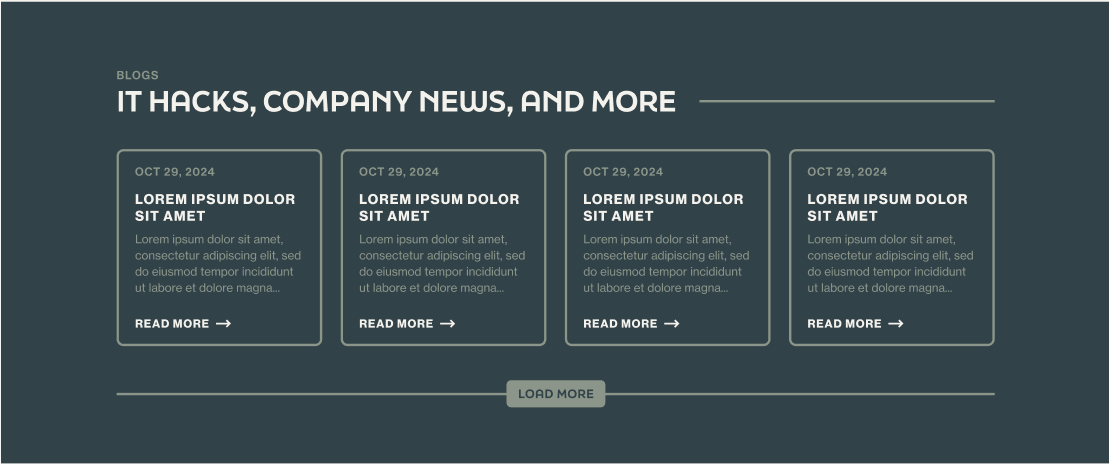 BLOGS
IT HACKS, COMPANY NEWS, AND MORE
OCT 29, 2024
LOREM IPSUM DOLOR
SIT AMET
Lorem ipsum dolor sit amet,
consectetur adipiscing elit, sed
do eiusmod tempor incididunt
ut labore et dolore magna...
READ MORE →
OCT 29, 2024
LOREM IPSUM DOLOR
SIT AMET
Lorem ipsum dolor sit amet,
consectetur adipiscing elit, sed
do eiusmod tempor incididunt
ut labore et dolore magna...
READ MORE →
OCT 29, 2024
LOREM IPSUM DOLOR
SIT AMET
Lorem ipsum dolor sit amet,
consectetur adipiscing elit, sed
do eiusmod tempor incididunt
ut labore et dolore magna...
READ MORE →
OCT 29, 2024
LOREM IPSUM DOLOR
SIT AMET
Lorem ipsum dolor sit amet,
consectetur adipiscing elit, sed
do eiusmod tempor incididunt
ut labore et dolore magna...
READ MORE →
LOAD MORE